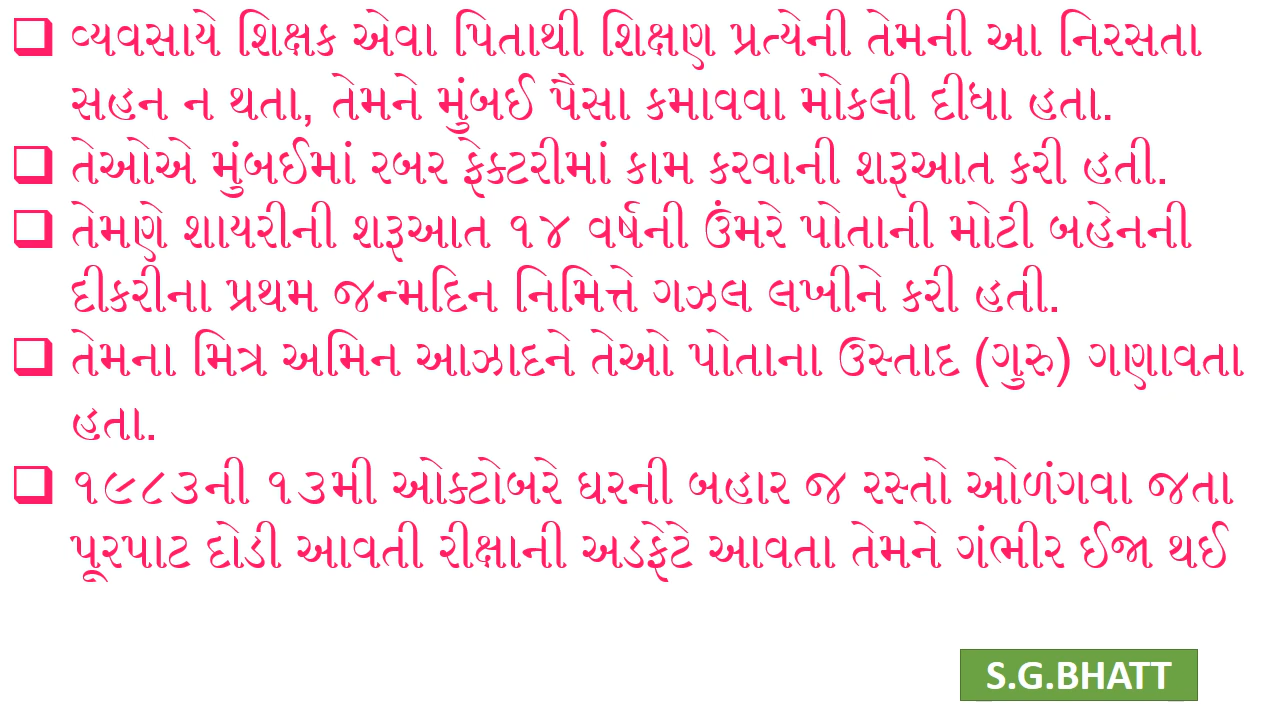 ❑ વ્યવસાયે શિક્ષક એવા પિતાથી શિક્ષણ પ્રત્યેની તેમની આ નિરસતા
સહન ન થતા, તેમને મુંબઈ પૈસા કમાવવા મોકલી દીધા હતા.
❑ તેઓએ મુંબઈમાં રબર ફેક્ટરીમાં કામ કરવાની શરૂઆત કરી હતી.
❑ તેમણે શાયરીની શરૂઆત ૧૪ વર્ષની ઉંમરે પોતાની મોટી બહેનની
દીકરીના પ્રથમ જન્મદિન નિમિત્તે ગઝલ લખીને કરી હતી.
❑ તેમના મિત્ર અમિન આઝાદને તેઓ પોતાના ઉસ્તાદ (ગુરુ) ગણાવતા
હતા.
❑ ૧૯૮૩ની ૧૩મી ઓક્ટોબરે ઘરની બહાર જ રસ્તો ઓળંગવા જતા
પૂરપાટ દોડી આવતી રીક્ષાની અડફેટે આવતા તેમને ગંભીર ઈજા થઈ
S.G.BHATT